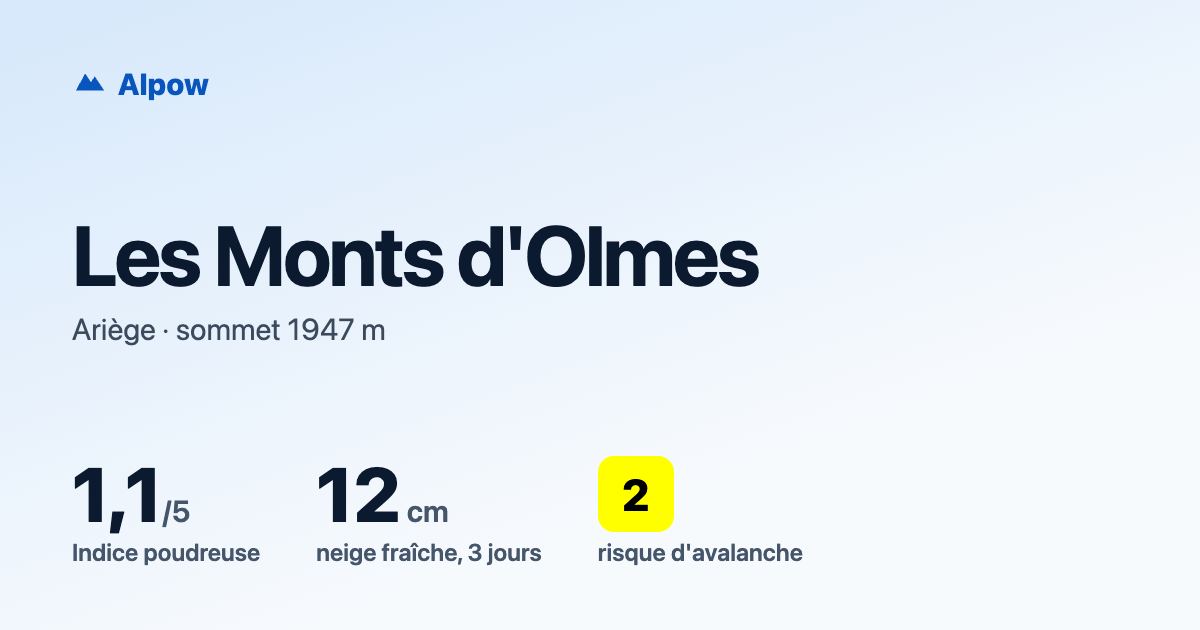 Alpow
Les Monts d'Olmes
Ariège · sommet 1947 m
1,1/5
Indice poudreuse
12 cm
neige fraîche, 3 jours
2
risque d'avalanche